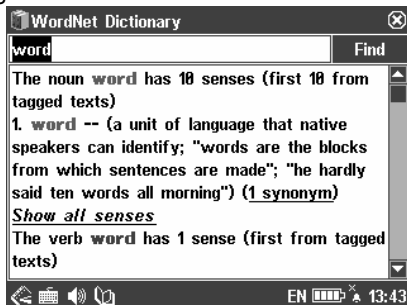 WordNet Dictionary
word
Find
The noun word has 10 senses (first 10 from
tagged texts)
1. word -- (a unit of language that native
speakers can identify; "words are the blocks
from which sentences are made"; "he hardly
said ten words all morning") (1 synonym)
Show all senses
The verb word has 1 sense (first from tagged
texts)
EN 13:43